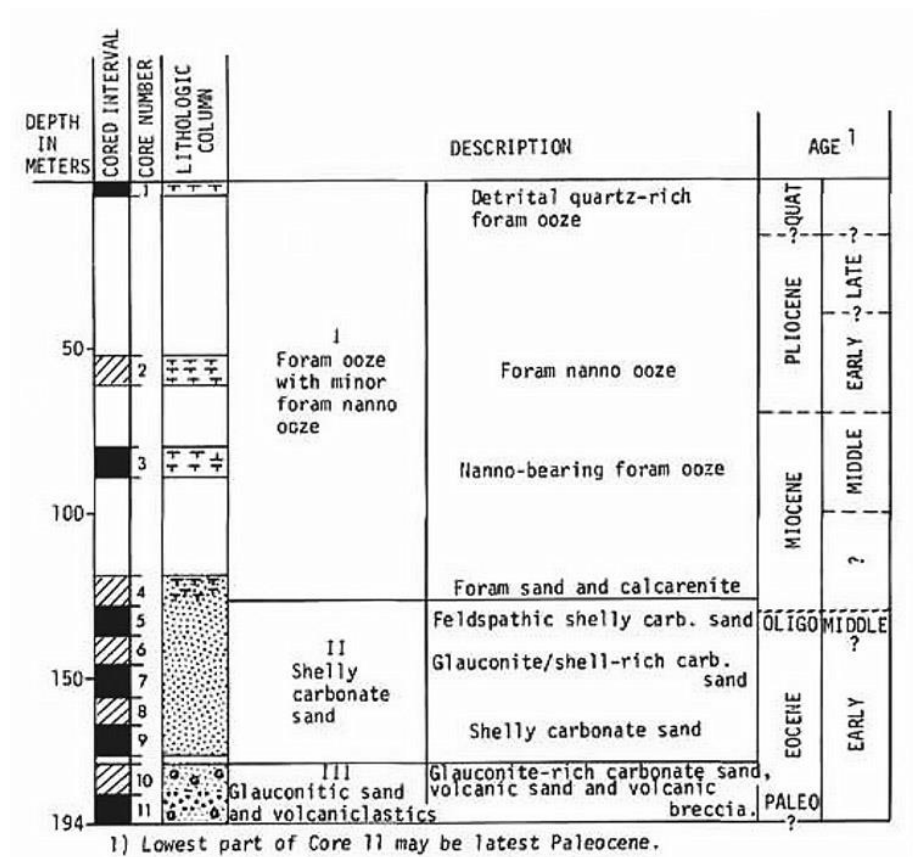 DEPTH
IN
METERS
CORED INTERVAL
CORE NUMBER
LITHOLOGIC
COLUMN
DESCRIPTION
AGE 1
1
Detrital quartz-rich
foram ooze
QUAT
?
?
PLIOCENE
LATE
?
EARLY
50
2
I
Foram ooze
with minor
foram nanno
ooze
Foram nanno ooze
3
Nanno-bearing foram ooze
MIOCENE
MIDDLE
100
?
4
Foram sand and calcarenite
5
Feldspathic shelly carb. sand
OLIGO
MIDDLE
?
6
II
Shelly
carbonate
sand
Glauconite/shell-rich carb.
sand
150
7
8
9
Shelly carbonate sand
EOCENE
EARLY
10
III
Glauconitic sand
and volcaniclastics
Glauconite-rich carbonate sand,
volcanic sand and volcanic
breccia.
11
PALEO
?
194
1) Lowest part of Core 11 may be latest Paleocene.